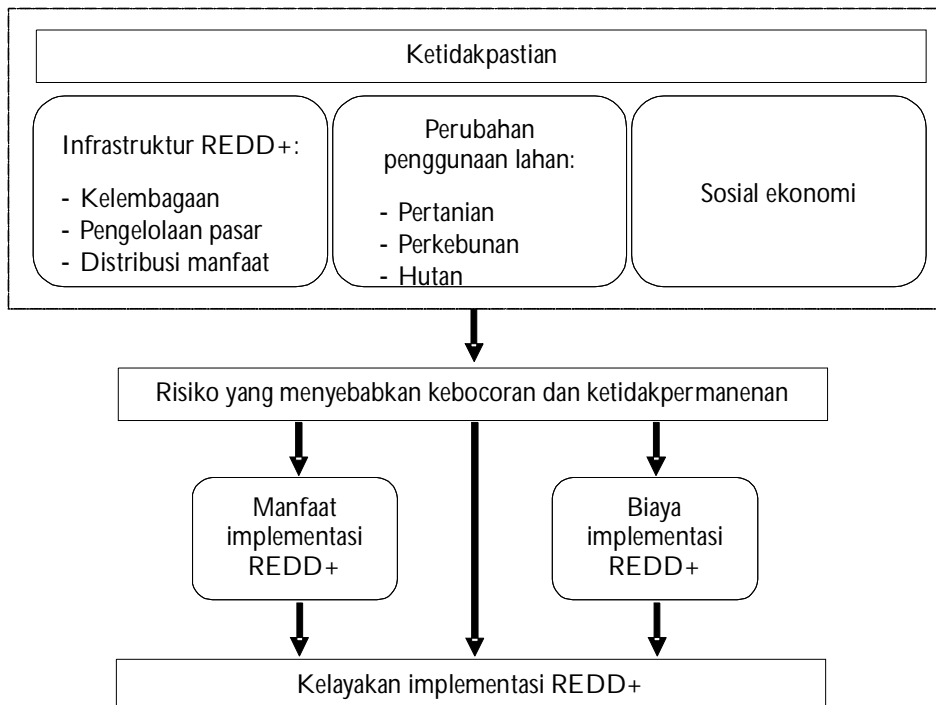 Ketidakpastian
Infrastruktur REDD+:
- Kelembagaan
- Pengelolaan pasar
- Distribusi manfaat
Perubahan
penggunaan lahan:
- Pertanian
- Perkebunan
- Hutan
Sosial ekonomi
Risiko yang menyebabkan kebocoran dan ketidakpermanenan
Manfaat
implementasi
REDD+
Biaya
implementasi
REDD+
Kelayakan implementasi REDD+